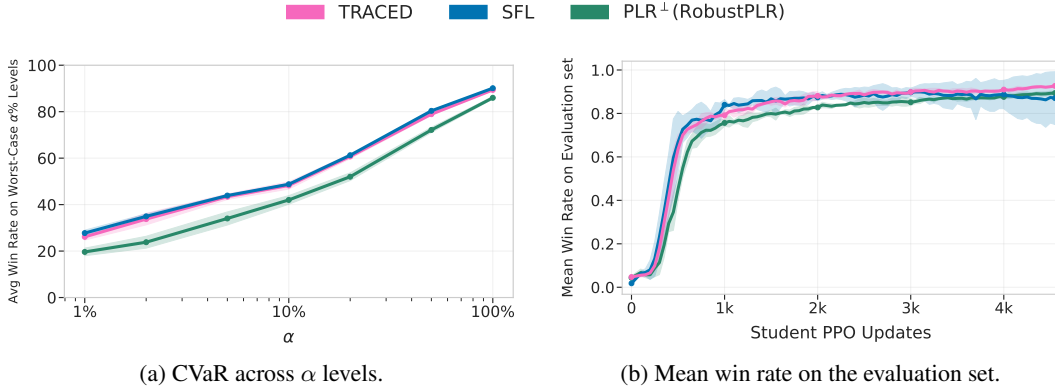 TRACED SFL PLR⊥(RobustPLR)
Avg Win Rate on Worst-Case α% Levels
100
80
60
40
20
0
1% 10% 100%
α
(a) CVaR across α levels.
Mean Win Rate on Evaluation set
1.0
0.8
0.6
0.4
0.2
0.0
0 1k 2k 3k 4k
Student PPO Updates
(b) Mean win rate on the evaluation set.